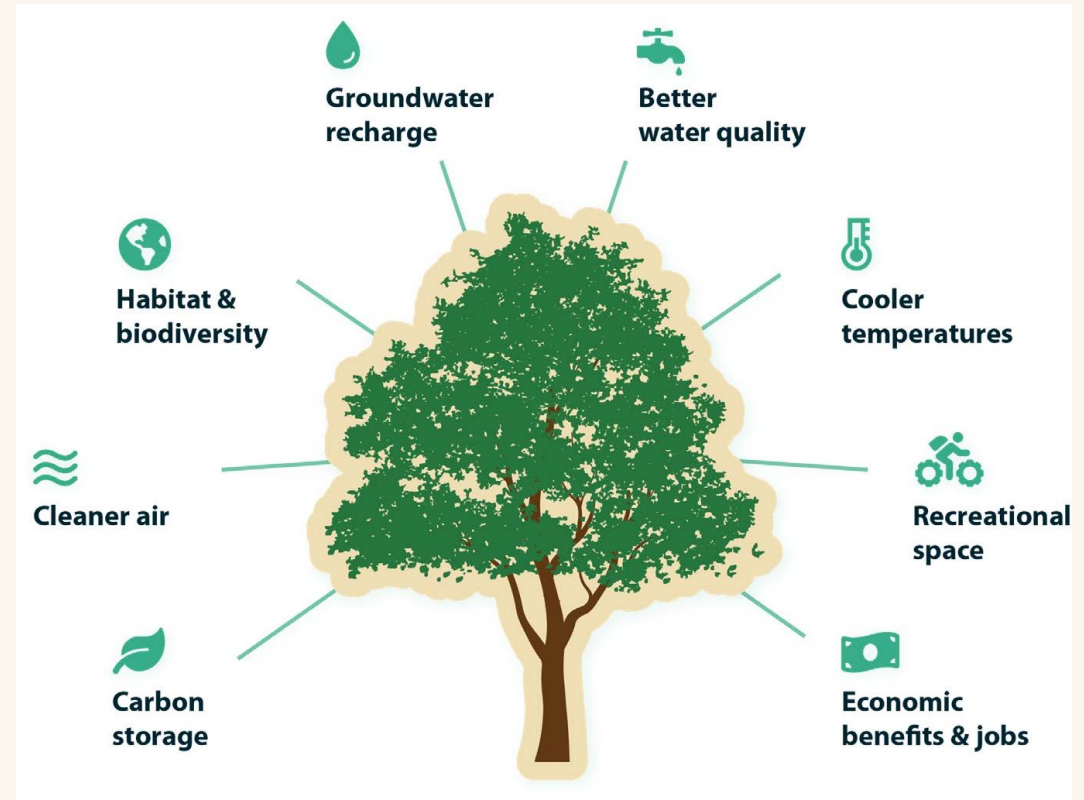 Groundwater
recharge
Better
water quality
Habitat &
biodiversity
Cooler
temperatures
Cleaner air
Recreational
space
Carbon
storage
Economic
benefits & jobs